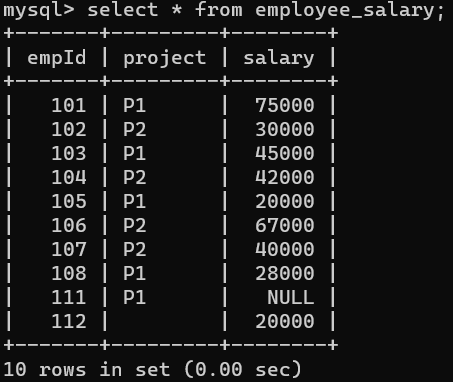 mysql> select * from employee_salary;
+-------+---------+--------+
| empId | project | salary |
+-------+---------+--------+
|   101 | P1      |  75000 |
|   102 | P2      |  30000 |
|   103 | P1      |  45000 |
|   104 | P2      |  42000 |
|   105 | P1      |  20000 |
|   106 | P2      |  67000 |
|   107 | P2      |  40000 |
|   108 | P1      |  28000 |
|   111 | P1      |   NULL |
|   112 |         |  20000 |
+-------+---------+--------+
10 rows in set (0.00 sec)